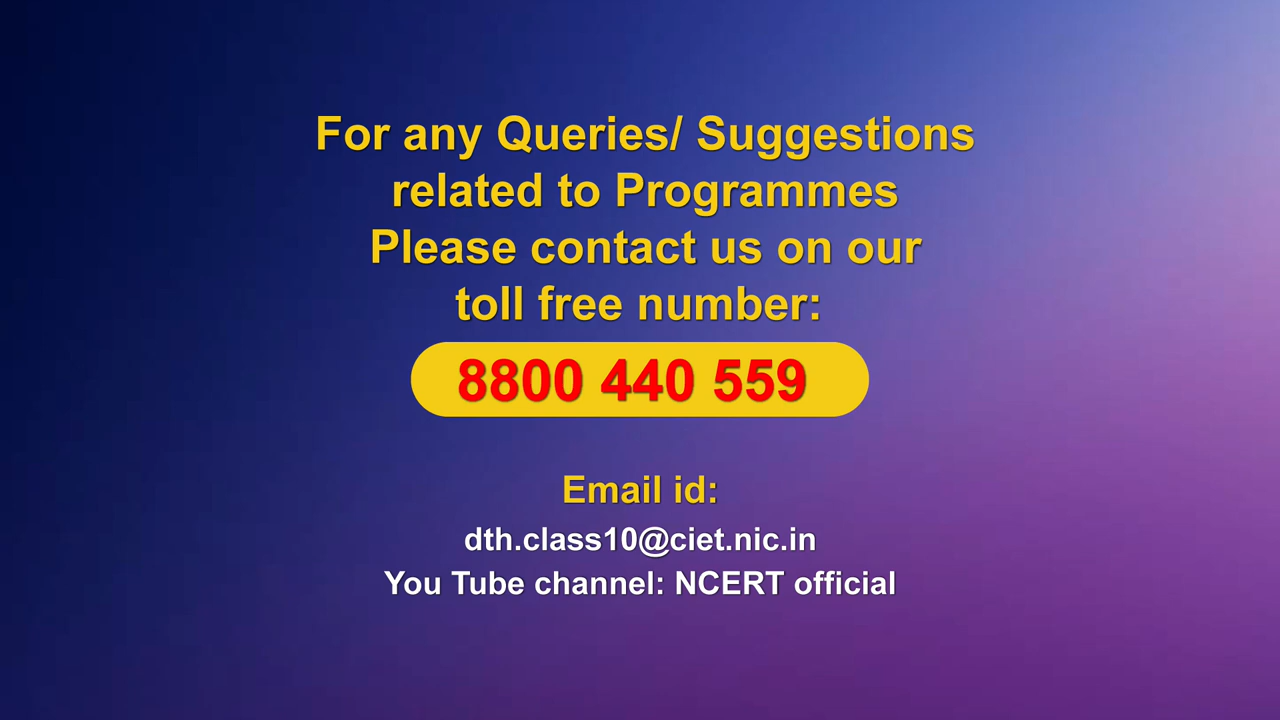 For any Queries/ Suggestions
related to Programmes
Please contact us on our
toll free number:
8800 440 559
Email id:
dth.class10@ciet.nic.in
You Tube channel: NCERT official